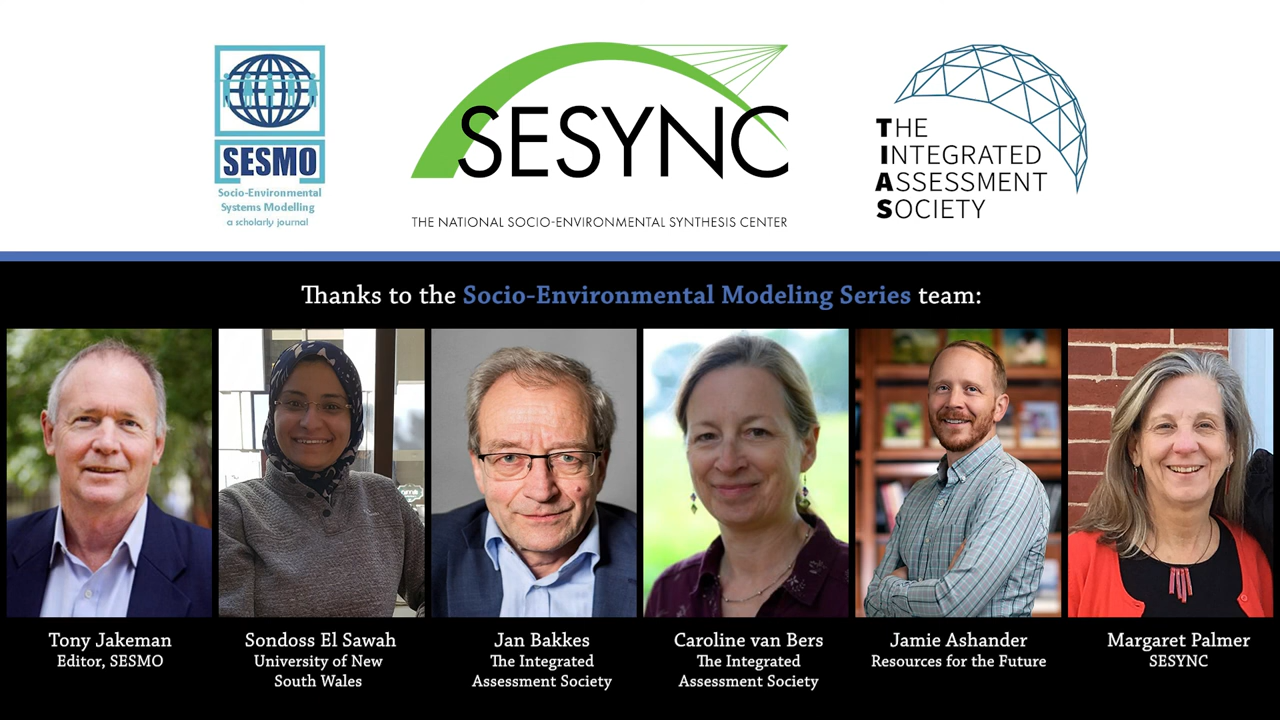 SESMO
Socio-Environmental
Systems Modelling
a scholarly journal
SESYNC
THE NATIONAL SOCIO-ENVIRONMENTAL SYNTHESIS CENTER
THE
INTEGRATED
ASSESSMENT
SOCIETY
Thanks to the Socio-Environmental Modeling Series team:
Tony Jakeman
Editor, SESMO
Sondoss El Sawah
University of New
South Wales
Jan Bakkes
The Integrated
Assessment Society
Caroline van Bers
The Integrated
Assessment Society
Jamie Ashander
Resources for the Future
Margaret Palmer
SESYNC